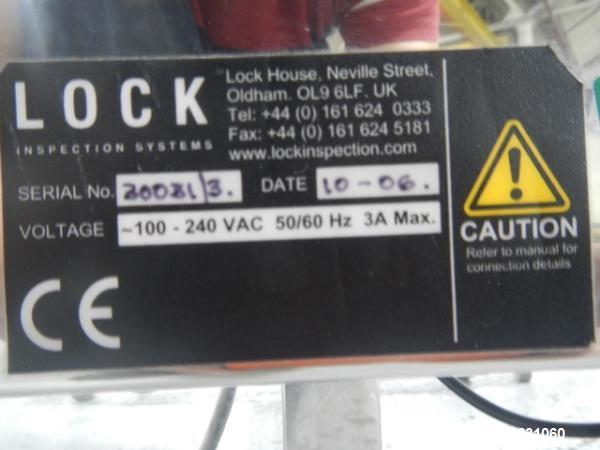 LOCK
INSPECTION SYSTEMS
Lock House, Neville Street,
Oldham. OL9 6LF. UK
Tel: +44 (0) 161 624 0333
Fax: +44 (0) 161 624 5181
www.lockinspection.com
SERIAL No.
DATE 10-06.
VOLTAGE ~100 - 240 VAC 50/60 Hz 3A Max.
CE
!
CAUTION
Refer to manual for
connection details